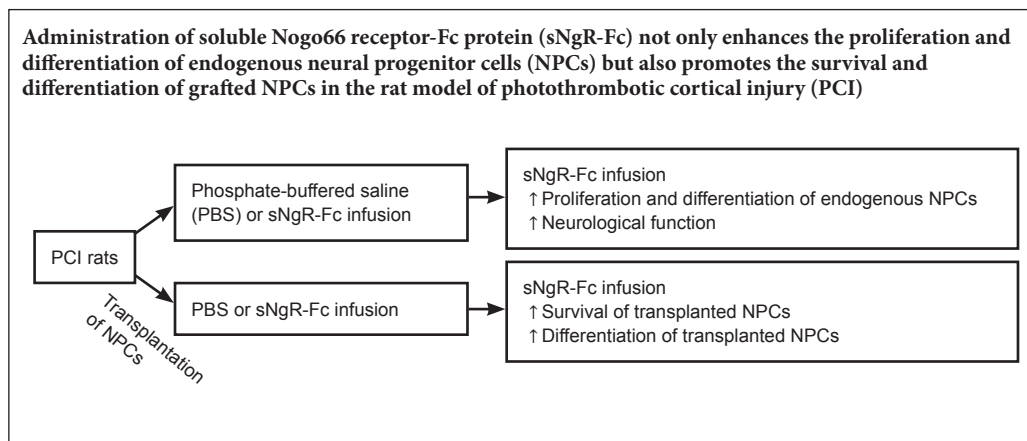 Administration of soluble Nogo66 receptor-Fc protein (sNgR-Fc) not only enhances the proliferation and
differentiation of endogenous neural progenitor cells (NPCs) but also promotes the survival and
differentiation of grafted NPCs in the rat model of photothrombotic cortical injury (PCI)
PCI rats
Transplantation
of NPCs
Phosphate-buffered saline
(PBS) or sNgR-Fc infusion
sNgR-Fc infusion
↑ Proliferation and differentiation of endogenous NPCs
↑ Neurological function
PBS or sNgR-Fc infusion
sNgR-Fc infusion
↑ Survival of transplanted NPCs
↑ Differentiation of transplanted NPCs